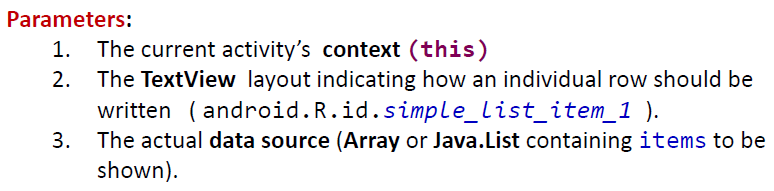 Parameters:
1. The current activity's context (this)
2. The TextView layout indicating how an individual row should be
written ( android.R.id.simple_list_item_1 ).
3. The actual data source (Array or Java.List containing items to be
shown).